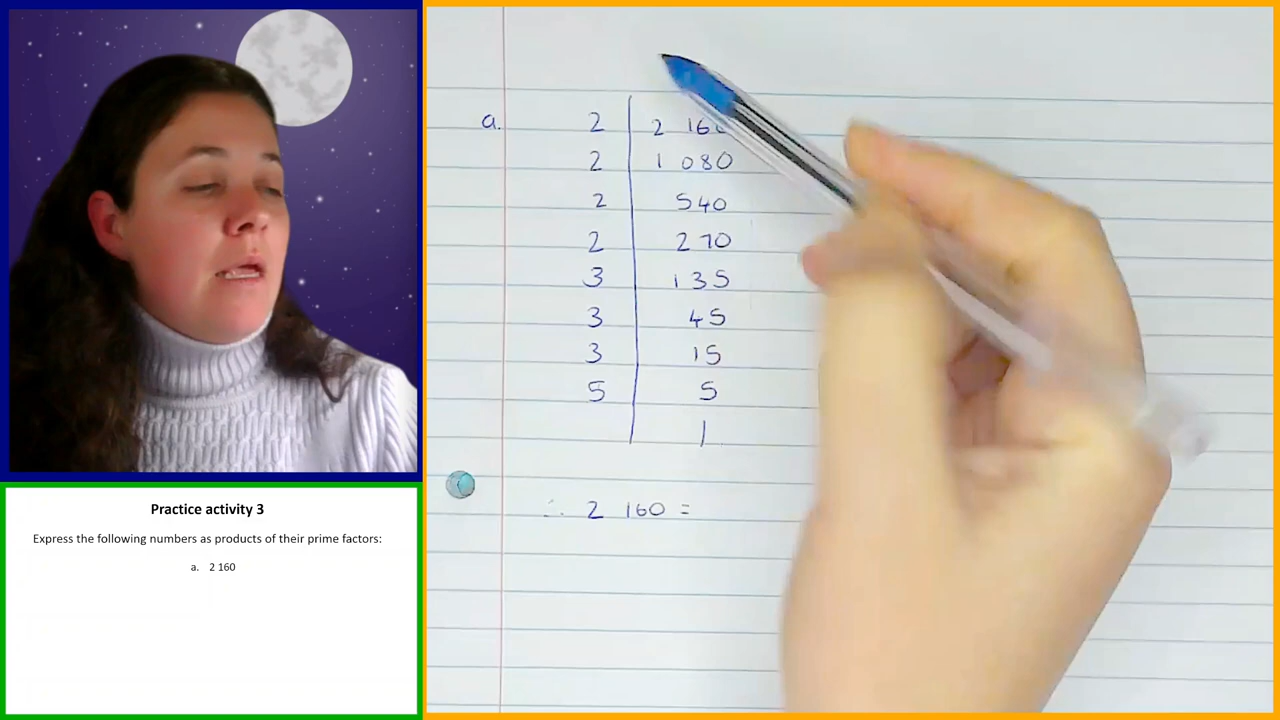 Practice activity 3
Express the following numbers as products of their prime factors:
a. 2 160
a. 2 2 160
2 1 080
2 540
2 270
3 135
3 45
3 15
5 5
1
∴ 2 160 =